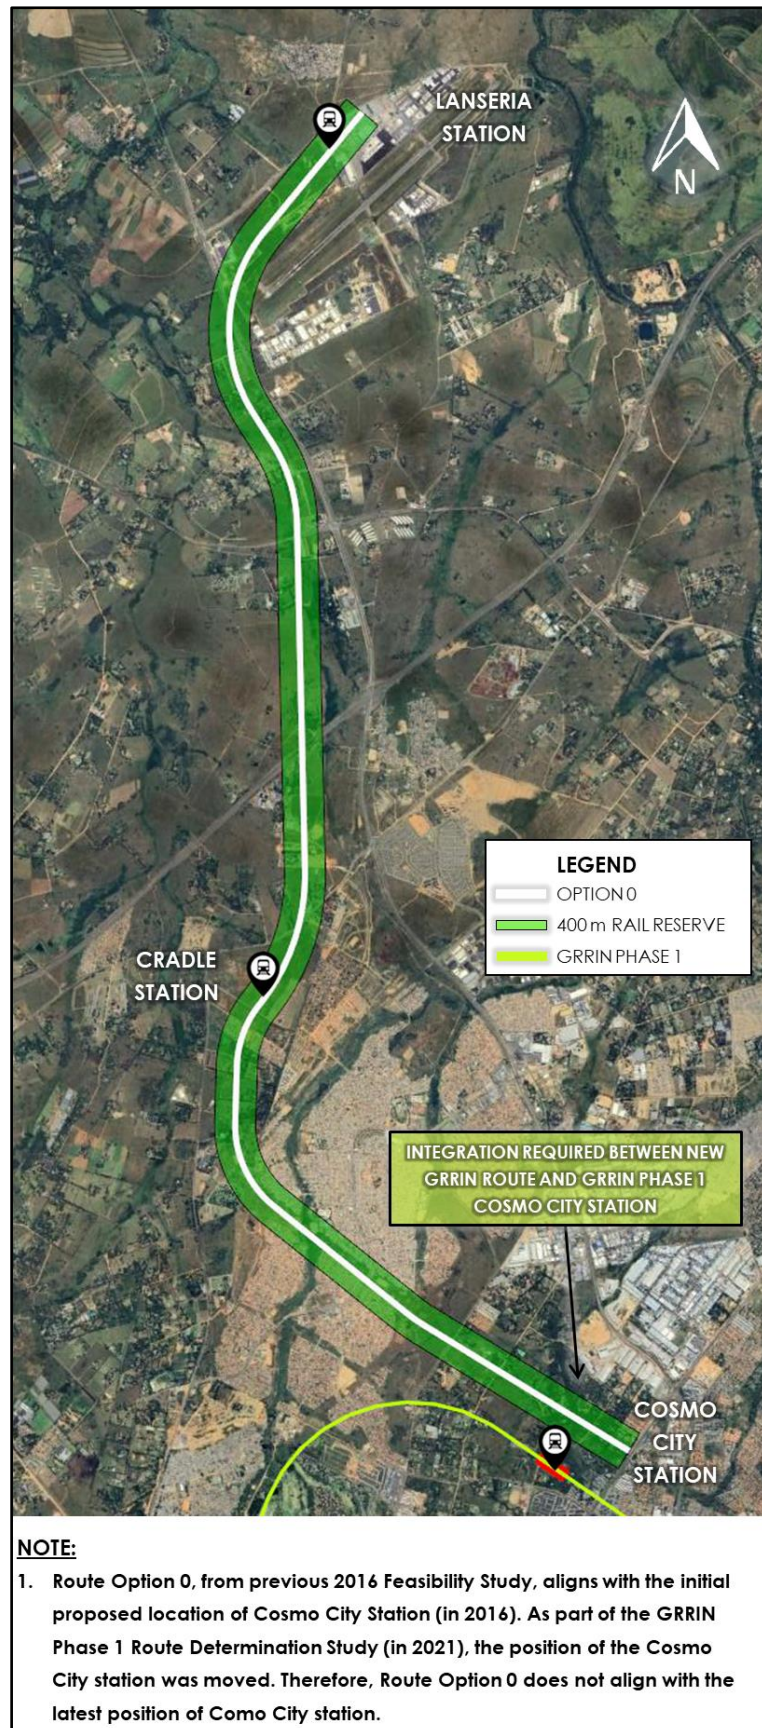 LANSERIA
STATION
N
LEGEND
OPTION 0
400 m RAIL RESERVE
GRRIN PHASE 1
CRADLE
STATION
INTEGRATION REQUIRED BETWEEN NEW
GRRIN ROUTE AND GRRIN PHASE 1
COSMO CITY STATION
COSMO
CITY
STATION
NOTE:
1. Route Option 0, from previous 2016 Feasibility Study, aligns with the initial
proposed location of Cosmo City Station (in 2016). As part of the GRRIN
Phase 1 Route Determination Study (in 2021), the position of the Cosmo
City station was moved. Therefore, Route Option 0 does not align with the
latest position of Como City station.